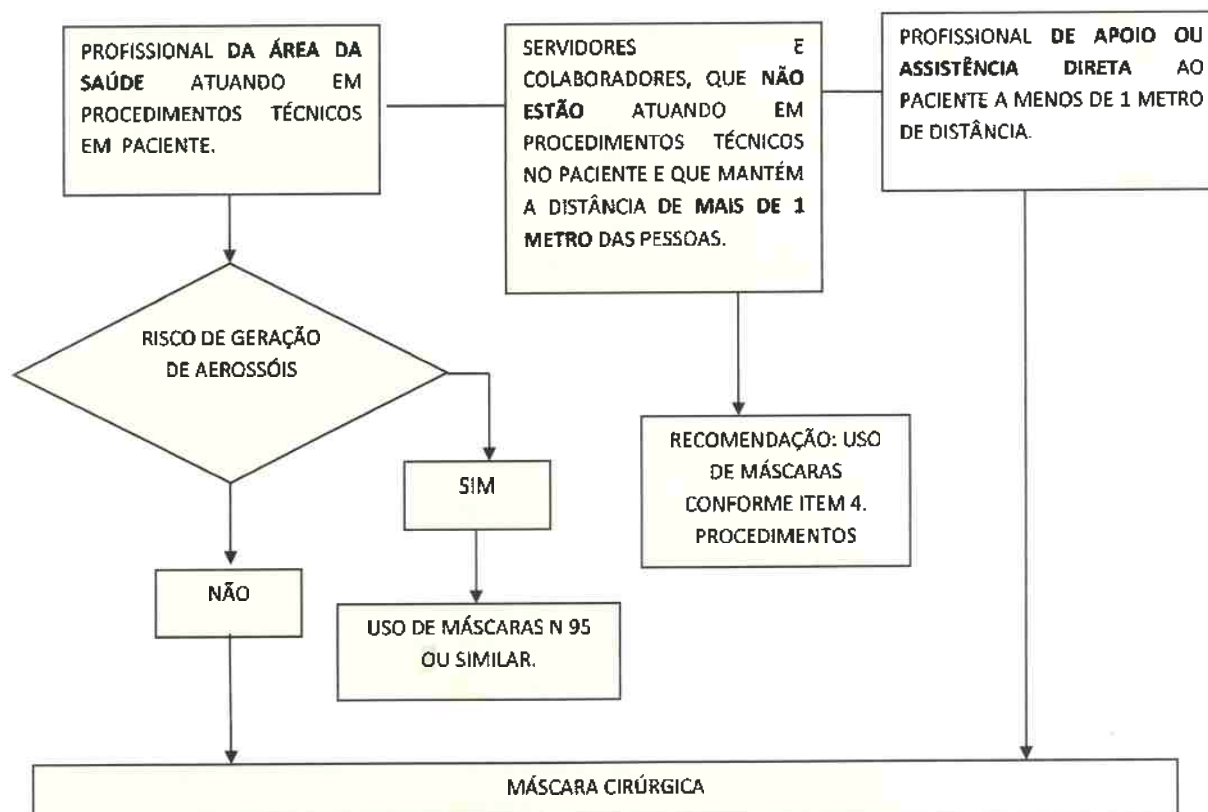 PROFISSIONAL DA ÁREA DA
SAÚDE ATUANDO EM
PROCEDIMENTOS TÉCNICOS
EM PACIENTE.
SERVIDORES E
COLABORADORES, QUE NÃO
ESTÃO ATUANDO EM
PROCEDIMENTOS TÉCNICOS
NO PACIENTE E QUE MANTÉM
A DISTÂNCIA DE MAIS DE 1
METRO DAS PESSOAS.
PROFISSIONAL DE APOIO OU
ASSISTÊNCIA DIRETA AO
PACIENTE A MENOS DE 1 METRO
DE DISTÂNCIA.
RISCO DE GERAÇÃO
DE AEROSSÓIS
SIM
NÃO
USO DE MÁSCARAS N 95
OU SIMILAR.
RECOMENDAÇÃO: USO
DE MÁSCARAS
CONFORME ITEM 4.
PROCEDIMENTOS
MÁSCARA CIRÚRGICA